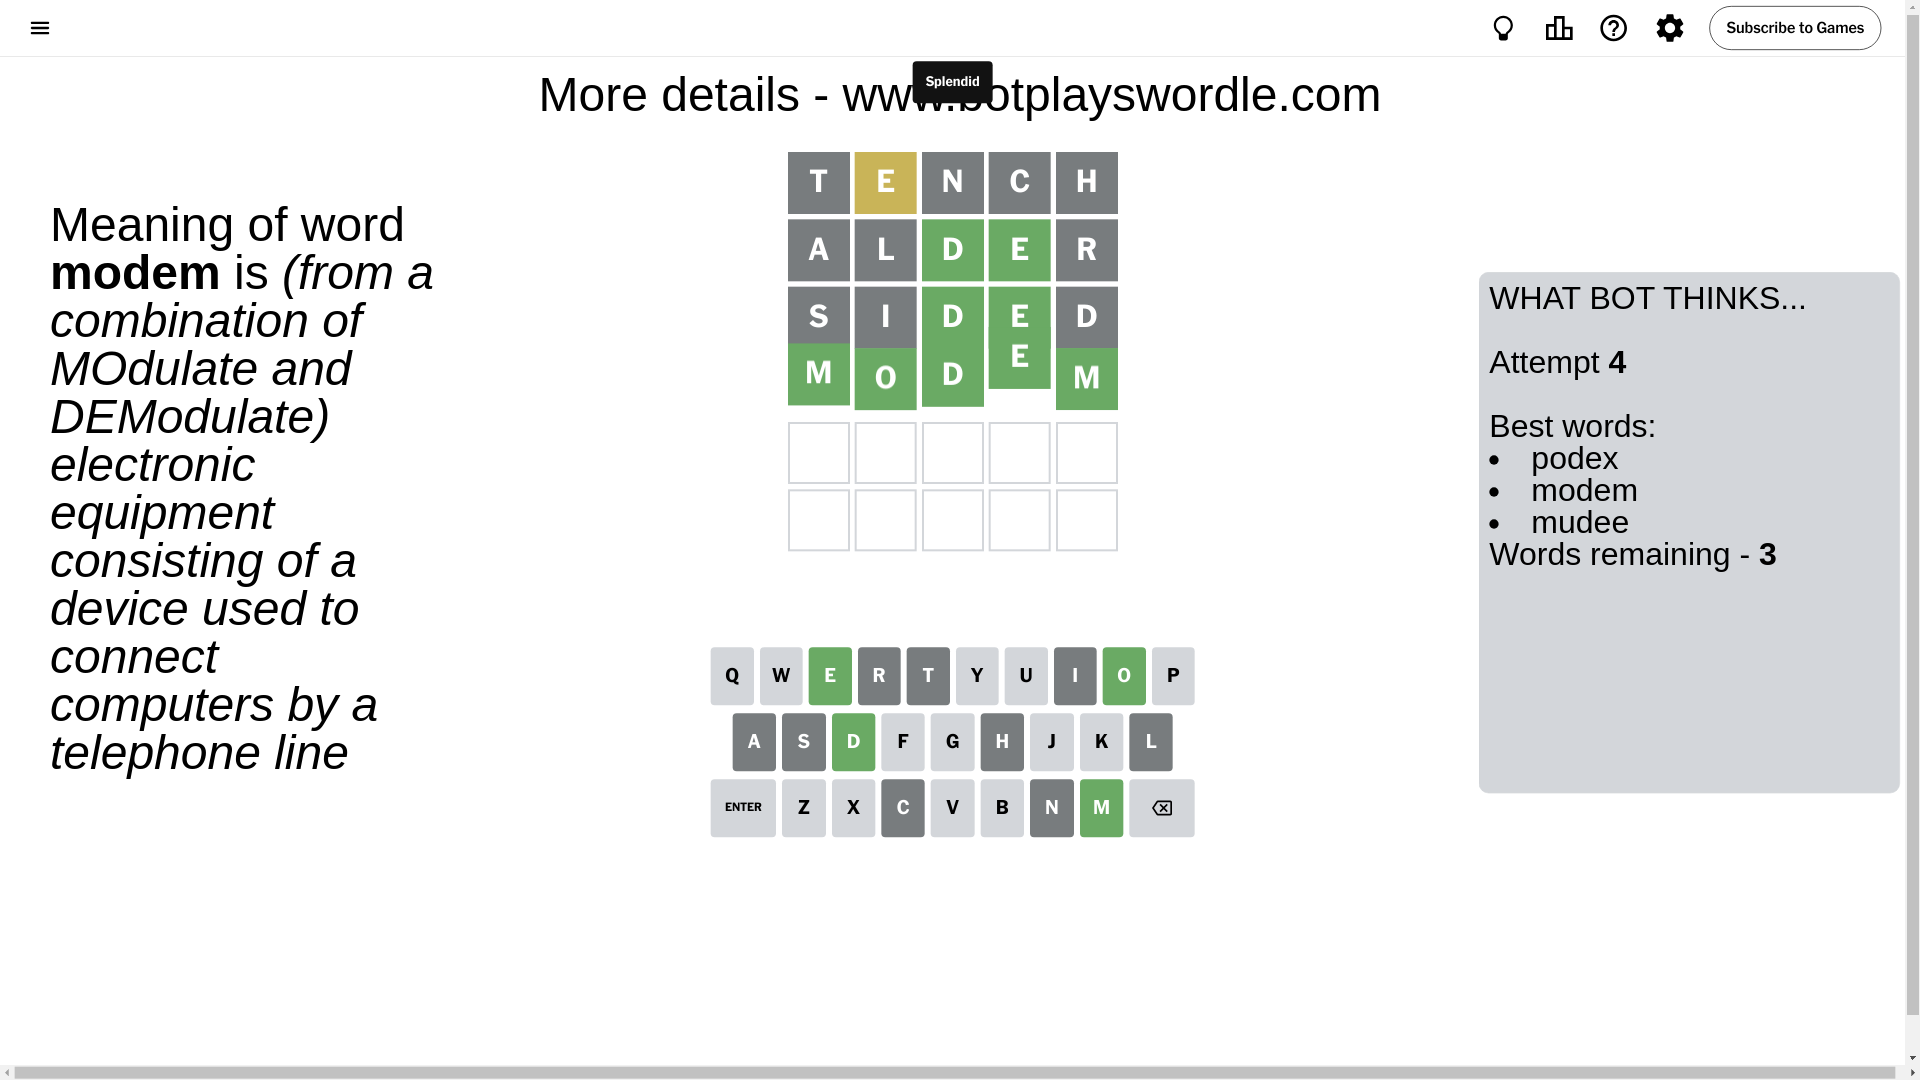 Subscribe to Games
Splendid
More details - www.botplayswordle.com
Meaning of word
modem is (from a
combination of
MOdulate and
DEModulate)
electronic
equipment
consisting of a
device used to
connect
computers by a
telephone line
T E N C H
A L D E R
S I D E D
M O D E M
WHAT BOT THINKS...
Attempt 4
Best words:
• podex
• modem
• mudee
Words remaining - 3
Q W E R T Y U I O P
A S D F G H J K L
ENTER Z X C V B N M